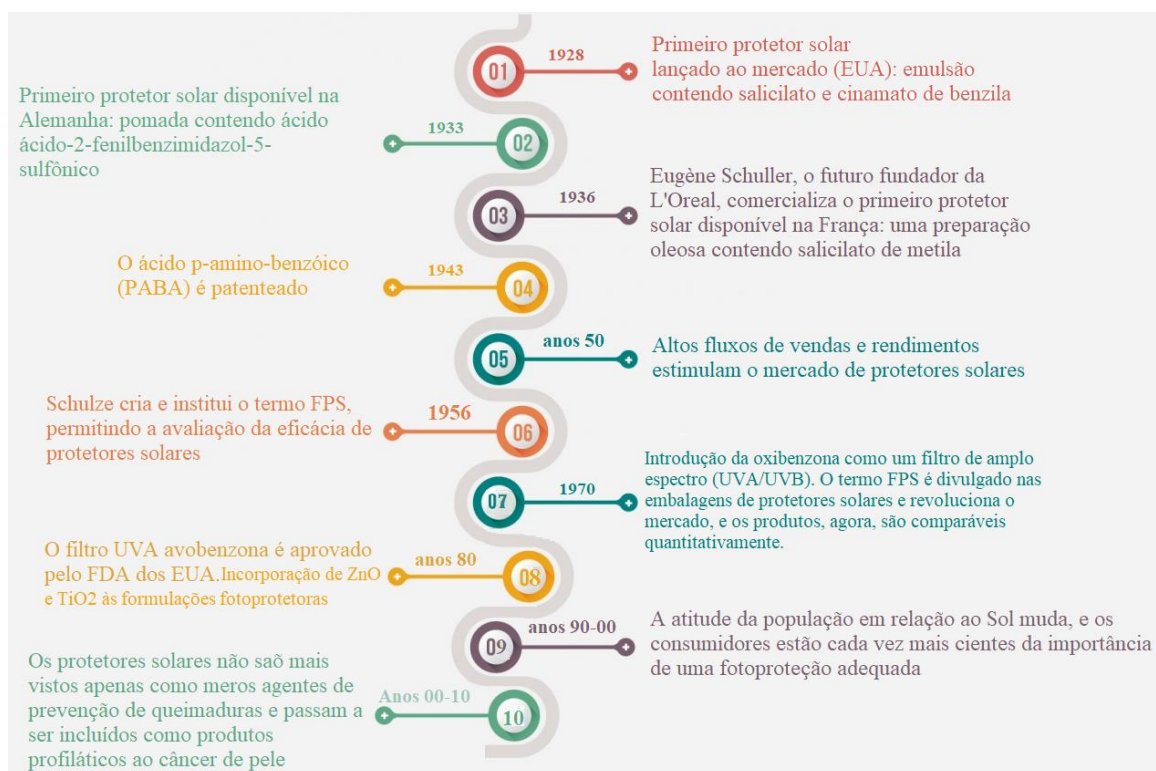 01
1928
Primeiro protetor solar
lançado ao mercado (EUA): emulsão
contendo salicilato e cinamato de benzila
Primeiro protetor solar disponível na
Alemanha: pomada contendo ácido
ácido-2-fenilbenzimidazol-5-
sulfônico
1933
02
03
1936
Eugène Schuller, o futuro fundador da
L'Oreal, comercializa o primeiro protetor
solar disponível na França: uma preparação
oleosa contendo salicilato de metila
O ácido p-amino-benzóico
(PABA) é patenteado
1943
04
05
anos 50
Altos fluxos de vendas e rendimentos
estimulam o mercado de protetores solares
Schulze cria e institui o termo FPS,
permitindo a avaliação da eficácia de
protetores solares
1956
06
07
1970
Introdução da oxibenzona como um filtro de amplo
espectro (UVA/UVB). O termo FPS é divulgado nas
embalagens de protetores solares e revoluciona o
mercado, e os produtos, agora, são comparáveis
quantitativamente.
O filtro UVA avobenzona é aprovado
pelo FDA dos EUA.Incorporação de ZnO
e TiO2 às formulações fotoprotetoras
anos 80
08
09
anos 90-00
A atitude da população em relação ao Sol muda, e os
consumidores estão cada vez mais cientes da importância
de uma fotoproteção adequada
Os protetores solares não saõ mais
vistos apenas como meros agentes de
prevenção de queimaduras e passam a
ser incluídos como produtos
profiláticos ao câncer de pele
Anos 00-10
10